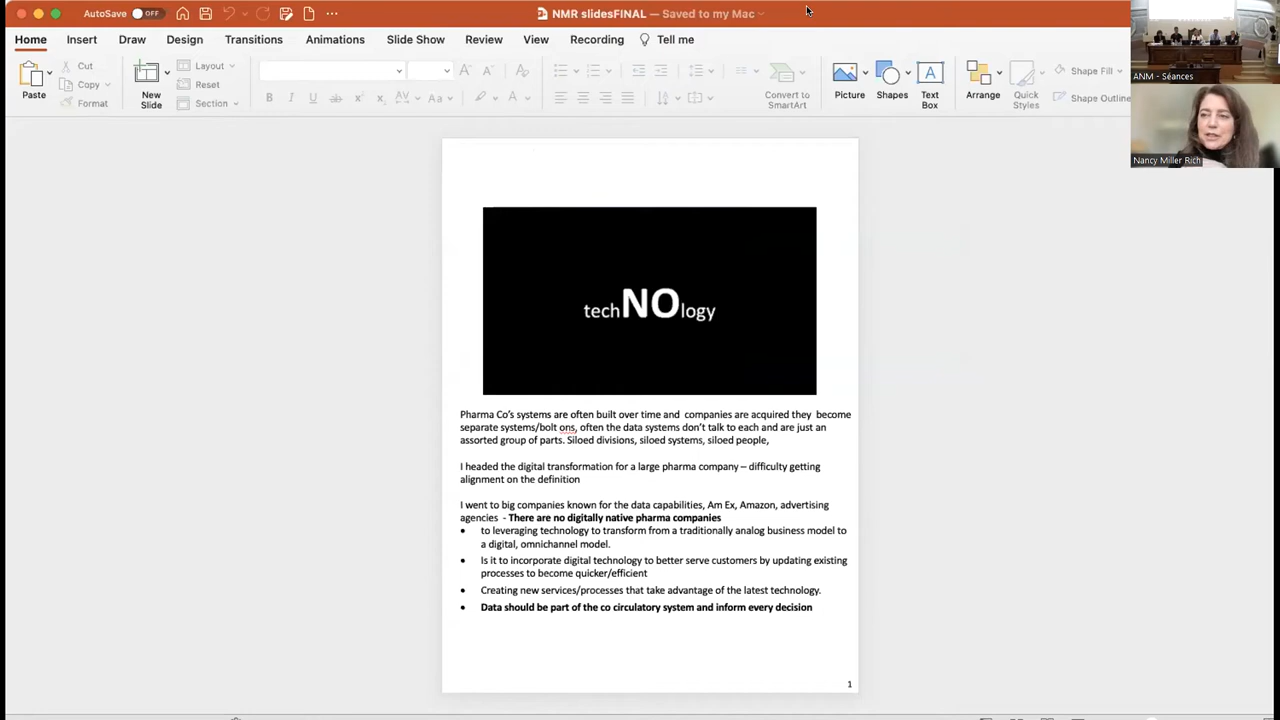 AutoSave OFF
NMR slidesFINAL — Saved to my Mac
Home Insert Draw Design Transitions Animations Slide Show Review View Recording Tell me
Paste
Cut
Copy
Format
New
Slide
Layout
Reset
Section
B I U ab AV Aa A
Convert to
SmartArt
Picture
Shapes
Text
Box
Arrange
Quick
Styles
Shape Fill
Shape Outline
ANM - Séances
Nancy Miller Rich
techNOlogy
Pharma Co's systems are often built over time and companies are acquired they become
separate systems/bolt ons, often the data systems don't talk to each and are just an
assorted group of parts. Siloed divisions, siloed systems, siloed people,
I headed the digital transformation for a large pharma company – difficulty getting
alignment on the definition
I went to big companies known for the data capabilities, Am Ex, Amazon, advertising
agencies - There are no digitally native pharma companies
• to leveraging technology to transform from a traditionally analog business model to
a digital, omnichannel model.
• Is it to incorporate digital technology to better serve customers by updating existing
processes to become quicker/efficient
• Creating new services/processes that take advantage of the latest technology.
• Data should be part of the co circulatory system and inform every decision
1